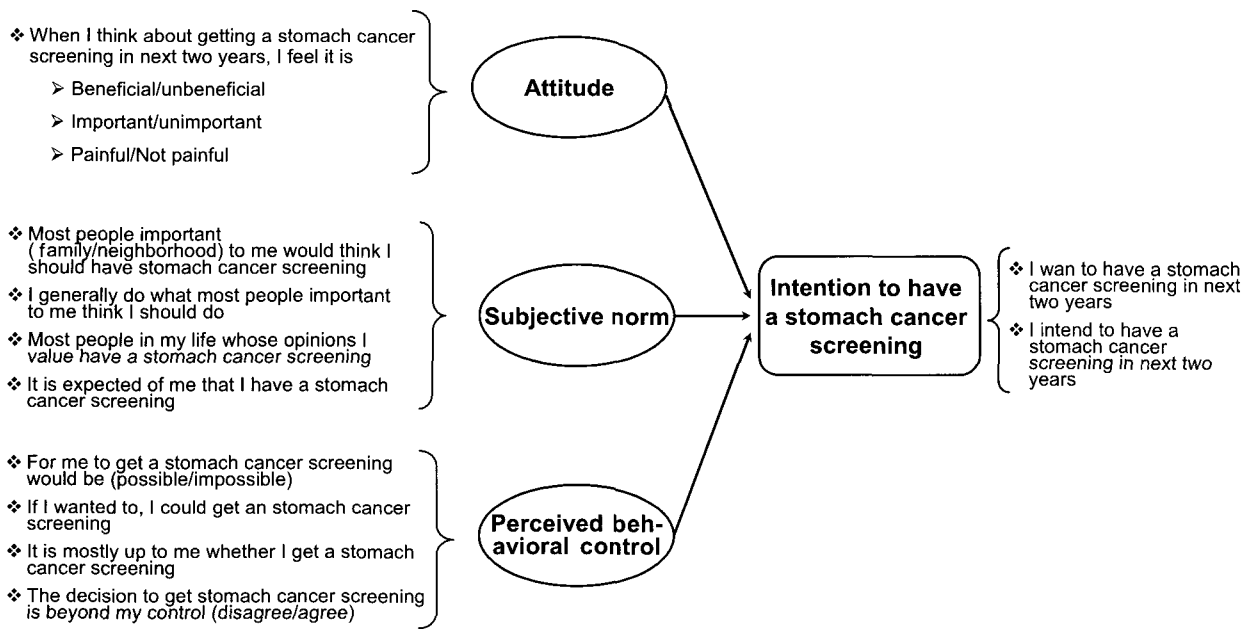 ❖ When I think about getting a stomach cancer
screening in next two years, I feel it is
➢ Beneficial/unbeneficial
➢ Important/unimportant
➢ Painful/Not painful
Attitude
❖ Most people important
( family/neighborhood) to me would think I
should have stomach cancer screening
❖ I generally do what most people important
to me think I should do
❖ Most people in my life whose opinions I
value have a stomach cancer screening
❖ It is expected of me that I have a stomach
cancer screening
Subjective norm
❖ For me to get a stomach cancer screening
would be (possible/impossible)
❖ If I wanted to, I could get an stomach cancer
screening
❖ It is mostly up to me whether I get a stomach
cancer screening
❖ The decision to get stomach cancer screening
is beyond my control (disagree/agree)
Perceived beh-
avioral control
Intention to have
a stomach cancer
screening
❖ I wan to have a stomach
cancer screening in next
two years
❖ I intend to have a
stomach cancer
screening in next two
years